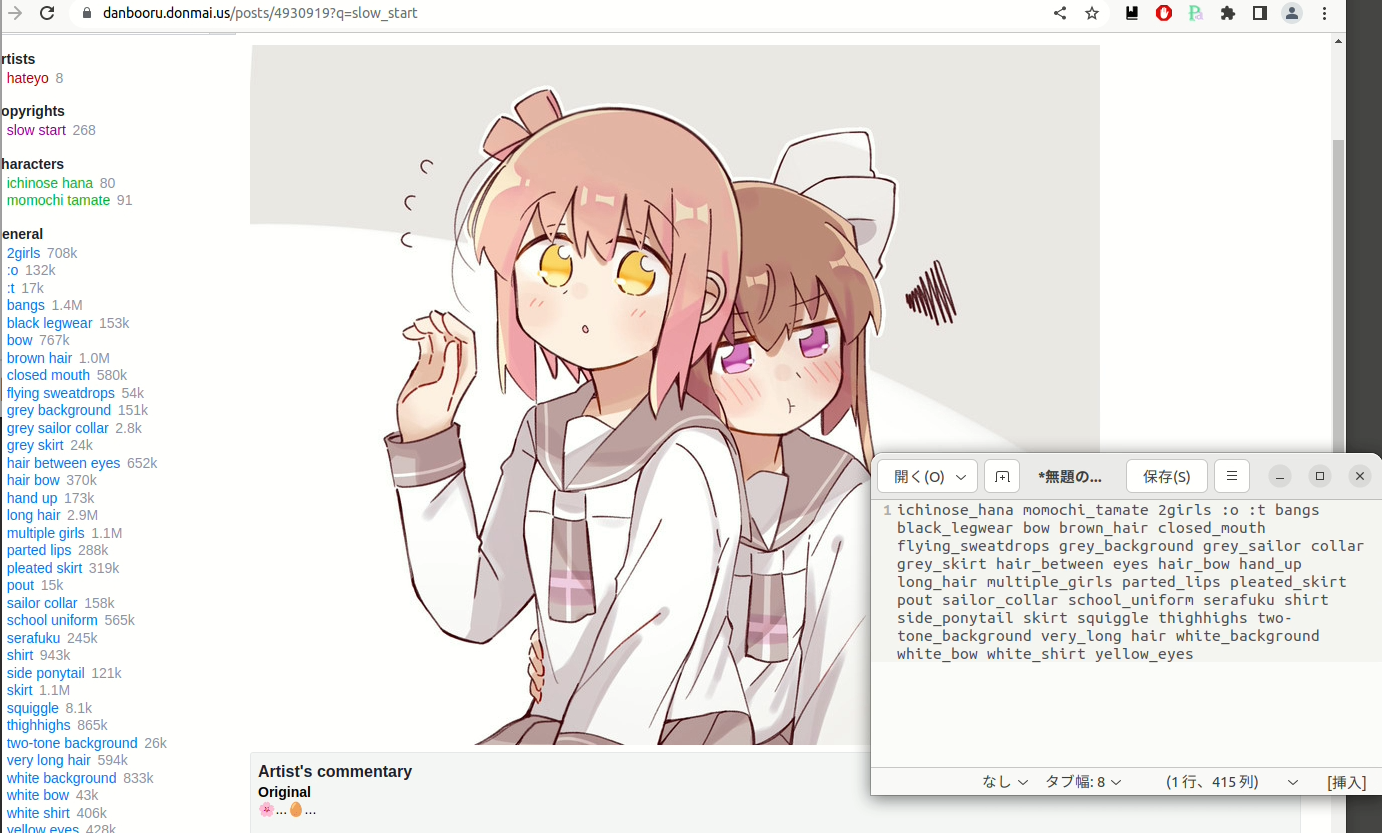 danbooru.donmai.us/posts/4930919?q=slow_start
rtists
hateyo 8
opyrights
slow start 268
haracters
ichinose hana 80
momochi tamate 91
eneral
2girls 708k
:o 132k
:t 17k
bangs 1.4M
black legwear 153k
bow 767k
brown hair 1.0M
closed mouth 580k
flying sweatdrops 54k
grey background 151k
grey sailor collar 2.8k
grey skirt 24k
hair between eyes 652k
hair bow 370k
hand up 173k
long hair 2.9M
multiple girls 1.1M
parted lips 288k
pleated skirt 319k
pout 15k
sailor collar 158k
school uniform 565k
serafuku 245k
shirt 943k
side ponytail 121k
skirt 1.1M
squiggle 8.1k
thighhighs 865k
two-tone background 26k
very long hair 594k
white background 833k
white bow 43k
white shirt 406k
yellow eyes 428k
Artist's commentary
Original
🌸...🥚...
開く(O)
*無題の...
保存(S)
1 ichinose_hana momochi_tamate 2girls :o :t bangs
black_legwear bow brown_hair closed_mouth
flying_sweatdrops grey_background grey_sailor collar
grey_skirt hair_between eyes hair_bow hand_up
long_hair multiple_girls parted_lips pleated_skirt
pout sailor_collar school_uniform serafuku shirt
side_ponytail skirt squiggle thighhighs two-
tone_background very_long hair white_background
white_bow white_shirt yellow_eyes
なし タブ幅: 8 (1 行、415 列) [挿入]